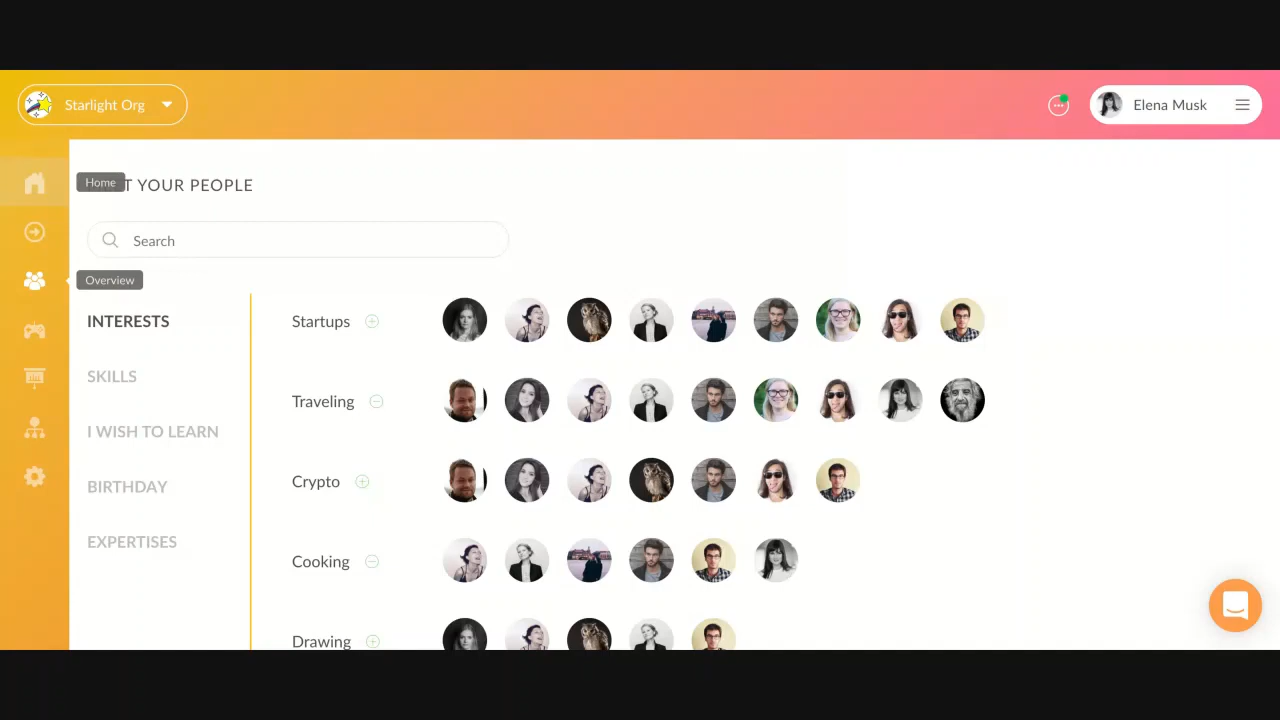 Starlight Org
Elena Musk
Home
T YOUR PEOPLE
Search
Overview
INTERESTS
SKILLS
I WISH TO LEARN
BIRTHDAY
EXPERTISES
Startups
Traveling
Crypto
Cooking
Drawing